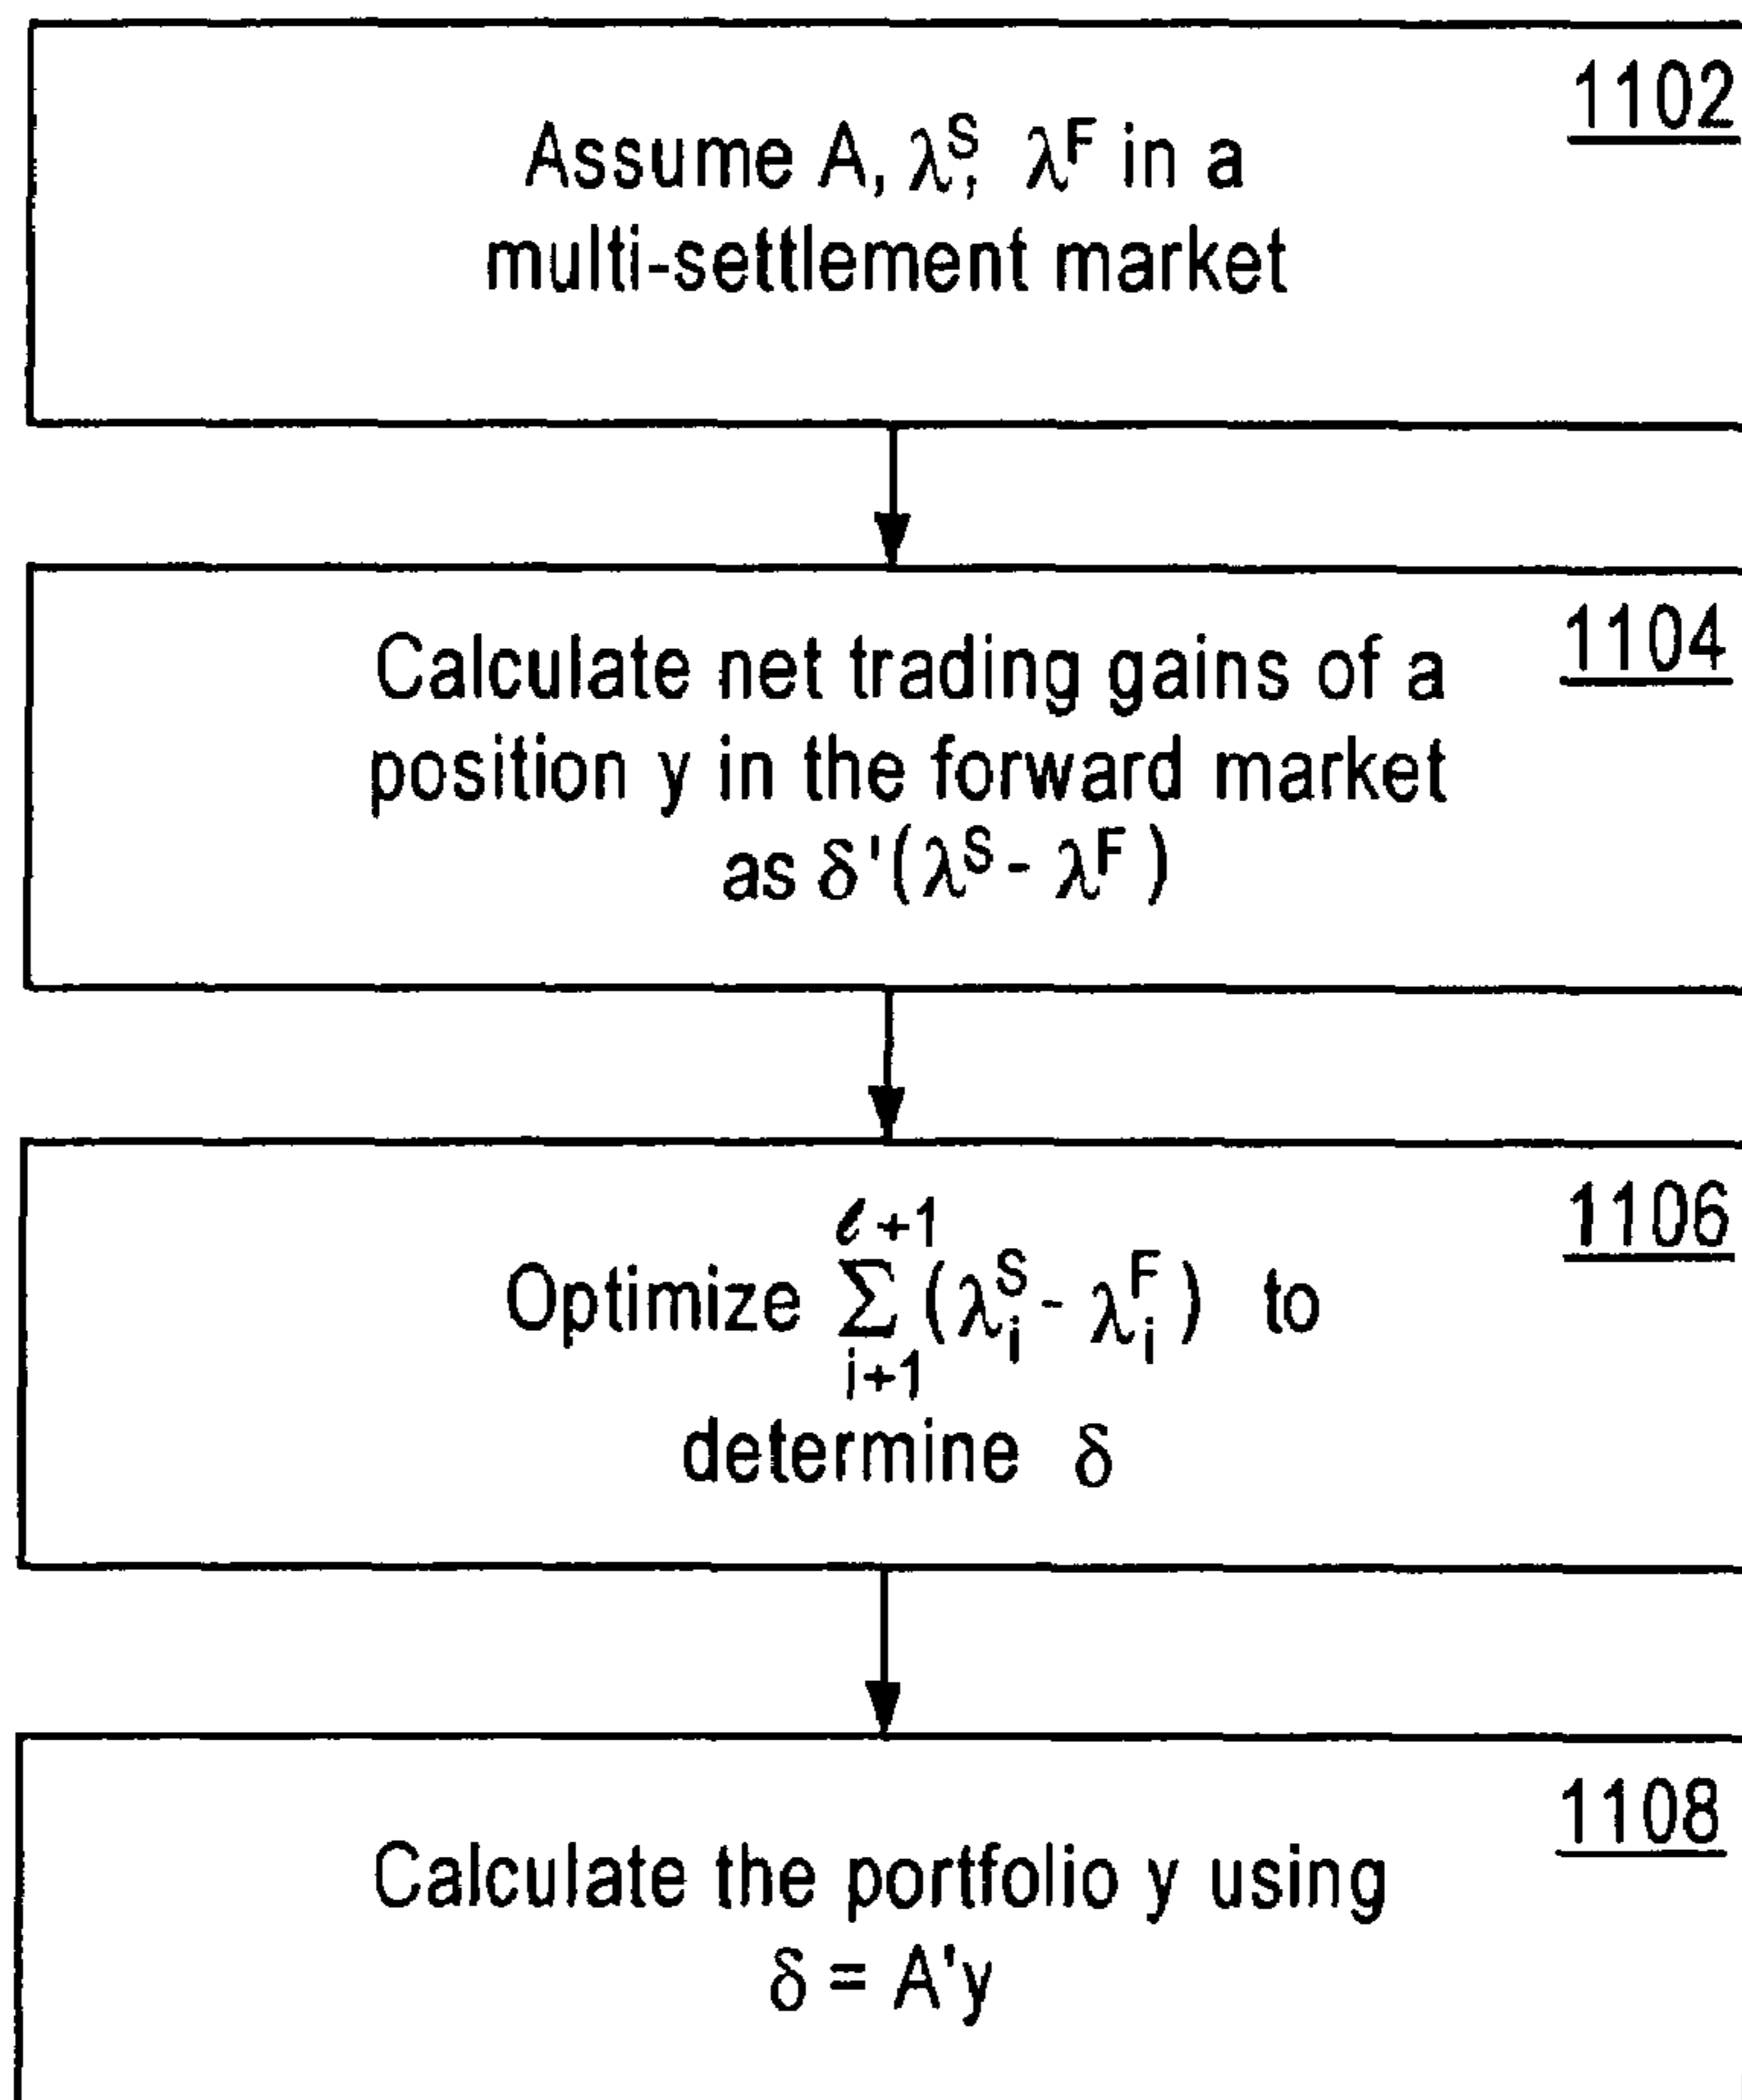 1102
Assume A, λ^S, λ^F in a
multi-settlement market
1104
Calculate net trading gains of a
position y in the forward market
as δ'(λ^S - λ^F)
1106
ℓ+1
Optimize Σ (λ_i^S - λ_i^F) to
i+1
determine δ
1108
Calculate the portfolio y using
δ = A'y